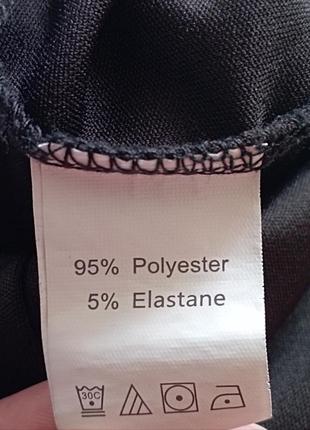 95% Polyester
5% Elastane
30C